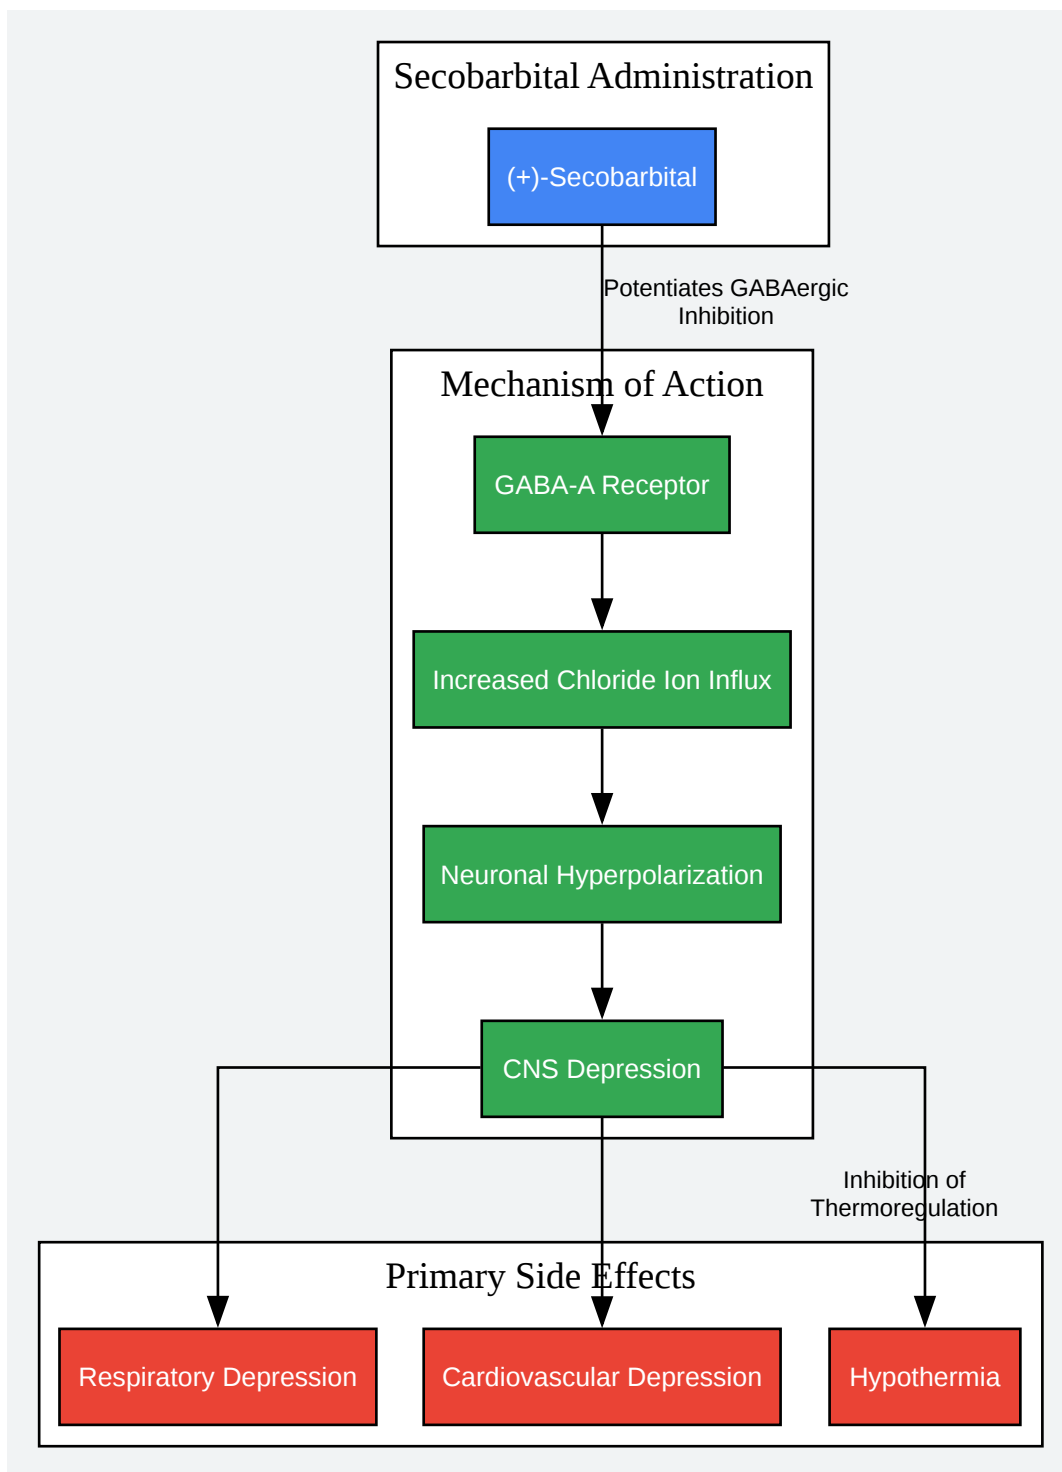 Secobarbital Administration
(+)-Secobarbital
Potentiates GABAergic
Inhibition
Mechanism of Action
GABA-A Receptor
Increased Chloride Ion Influx
Neuronal Hyperpolarization
CNS Depression
Inhibition of
Thermoregulation
Primary Side Effects
Respiratory Depression
Cardiovascular Depression
Hypothermia